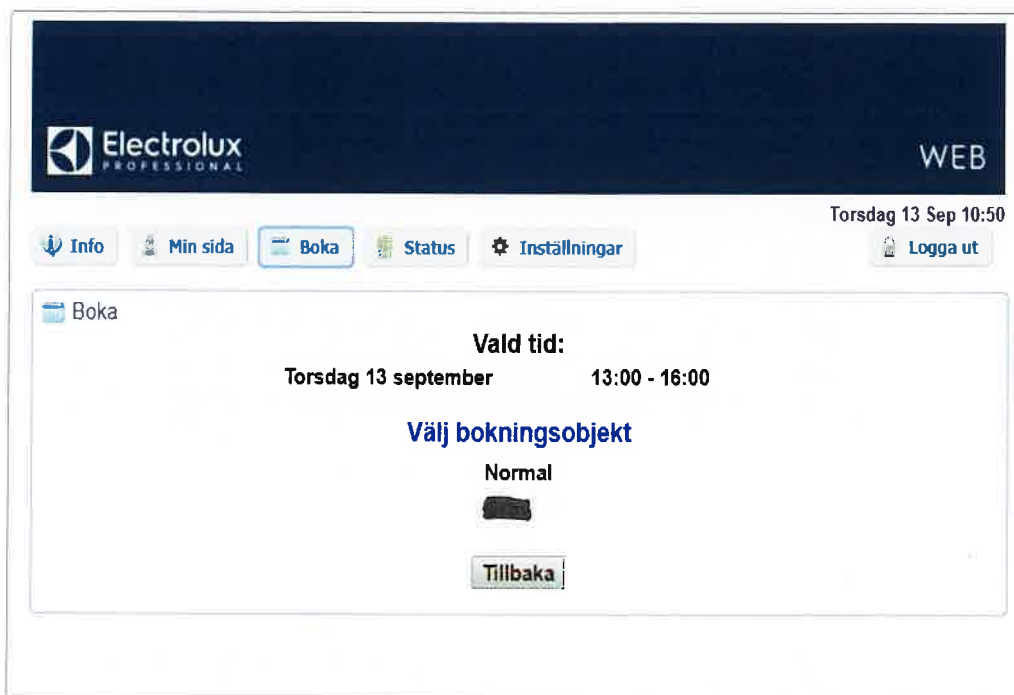 Electrolux
PROFESSIONAL
WEB
Torsdag 13 Sep 10:50
Info Min sida Boka Status Inställningar Logga ut
Boka
Vald tid:
Torsdag 13 september 13:00 - 16:00
Välj bokningsobjekt
Normal
Tillbaka